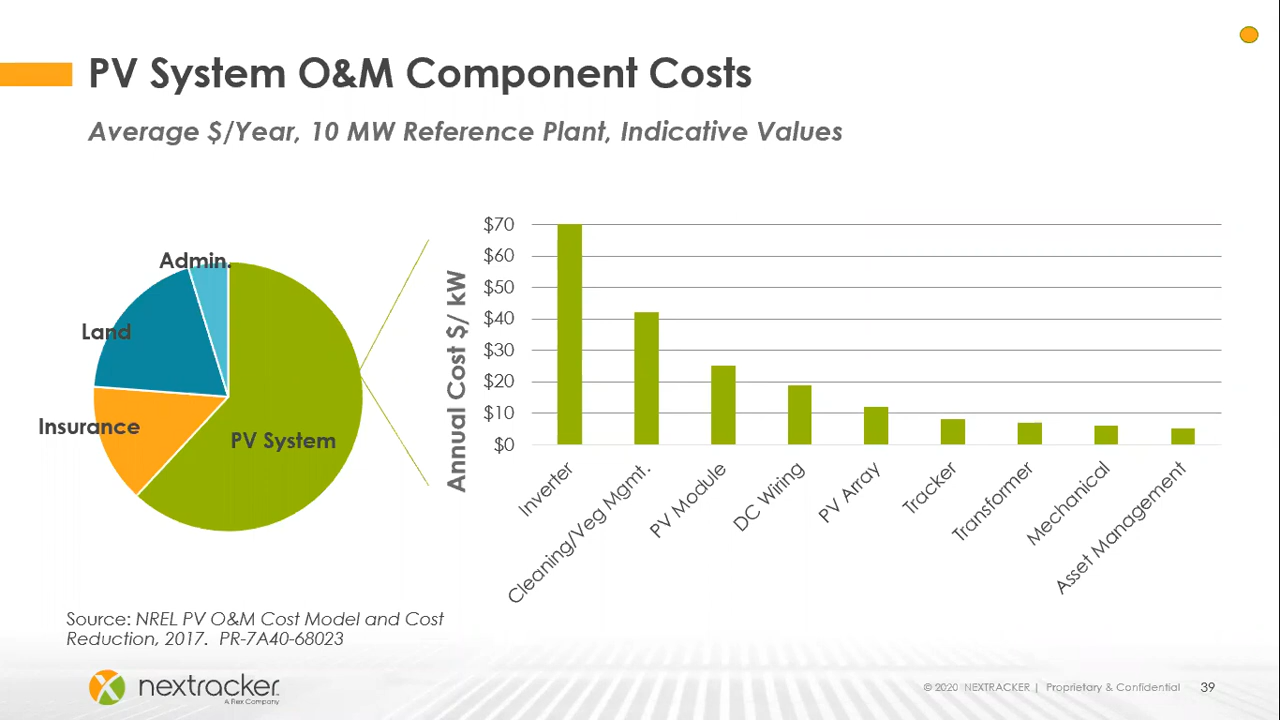 PV System O&M Component Costs
Average $/Year, 10 MW Reference Plant, Indicative Values
Admin.
Land
Insurance
PV System
Annual Cost $/ kW
$70
$60
$50
$40
$30
$20
$10
$0
Inverter
Cleaning/Veg Mgmt.
PV Module
DC Wiring
PV Array
Tracker
Transformer
Mechanical
Asset Management
Source: NREL PV O&M Cost Model and Cost
Reduction, 2017. PR-7A40-68023
nextracker.
A Flex Company
© 2020 NEXTRACKER | Proprietary & Confidential 39